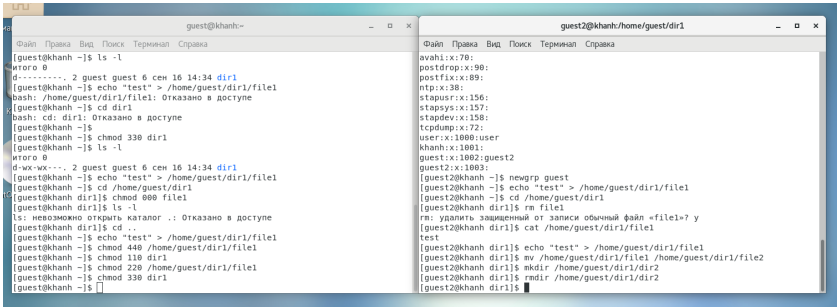 guest@khanh:~
Файл Правка Вид Поиск Терминал Справка
[guest@khanh ~]$ ls -l
итого 0
d---------. 2 guest guest 6 сен 16 14:34 dir1
[guest@khanh ~]$ echo "test" > /home/guest/dir1/file1
bash: /home/guest/dir1/file1: Отказано в доступе
[guest@khanh ~]$ cd dir1
bash: cd: dir1: Отказано в доступе
[guest@khanh ~]$
[guest@khanh ~]$ chmod 330 dir1
[guest@khanh ~]$ ls -l
итого 0
d-wx-wx---. 2 guest guest 6 сен 16 14:34 dir1
[guest@khanh ~]$ echo "test" > /home/guest/dir1/file1
[guest@khanh ~]$ cd /home/guest/dir1
[guest@khanh dir1]$ chmod 000 file1
[guest@khanh dir1]$ ls -l
ls: невозможно открыть каталог .: Отказано в доступе
[guest@khanh dir1]$ cd ..
[guest@khanh ~]$ echo "test" > /home/guest/dir1/file1
[guest@khanh ~]$ chmod 440 /home/guest/dir1/file1
[guest@khanh ~]$ chmod 110 dir1
[guest@khanh ~]$ chmod 220 /home/guest/dir1/file1
[guest@khanh ~]$ chmod 330 dir1
[guest@khanh ~]$
guest2@khanh:/home/guest/dir1
Файл Правка Вид Поиск Терминал Справка
avahi:x:70:
postdrop:x:90:
postfix:x:89:
ntp:x:38:
stapusr:x:156:
stapsys:x:157:
stapdev:x:158:
tcpdump:x:72:
user:x:1000:user
khanh:x:1001:
guest:x:1002:guest2
guest2:x:1003:
[guest2@khanh ~]$ newgrp guest
[guest2@khanh ~]$ echo "test" > /home/guest/dir1/file1
[guest2@khanh ~]$ cd /home/guest/dir1
[guest2@khanh dir1]$ rm file1
rm: удалить защищенный от записи обычный файл «file1»? y
[guest2@khanh dir1]$ cat /home/guest/dir1/file1
test
[guest2@khanh dir1]$ echo "test" > /home/guest/dir1/file1
[guest2@khanh dir1]$ mv /home/guest/dir1/file1 /home/guest/dir1/file2
[guest2@khanh dir1]$ mkdir /home/guest/dir1/dir2
[guest2@khanh dir1]$ rmdir /home/guest/dir1/dir2
[guest2@khanh dir1]$